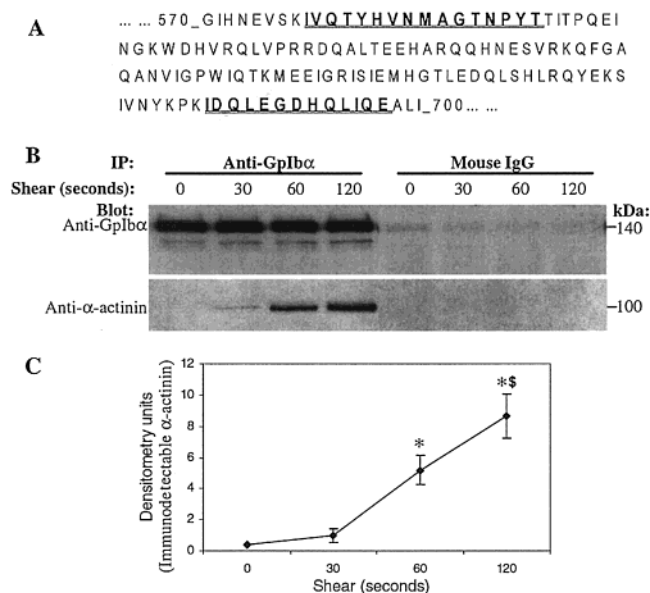 A
... ... 570_GIHNEVSKIVQTYHVNMAGTNPYTTITPQEI
NGKWDHVRQLVPRRDQALTEEHARQQHNESVRKQFGA
QANVIGPWIQTKMEEIGRISIEMHGTLEDQLSHLRQYEKS
IVNYKPKIDQLEGDHQLIQEALI_700... ...
B
IP: Anti-GpIbα Mouse IgG
Shear (seconds): 0 30 60 120 0 30 60 120
Blot: kDa:
Anti-GpIbα -140
Anti-α-actinin -100
C
Densitometry units
(Immunodetectable α-actinin)
12
10
8
6
4
2
0
*
*$
0 30 60 120
Shear (seconds)